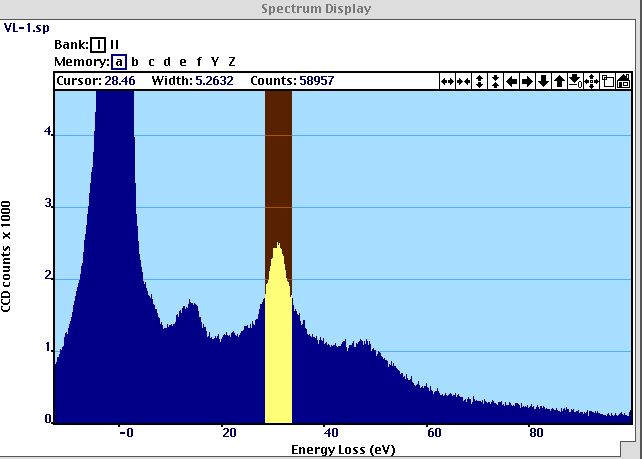 Spectrum Display
VL-1.sp
Bank: I II
Memory: a b c d e f Y Z
Cursor: 28.46 Width: 5.2632 Counts: 58957
4
3
2
1
0
CCD counts x 1000
-0 20 40 60 80
Energy Loss (eV)